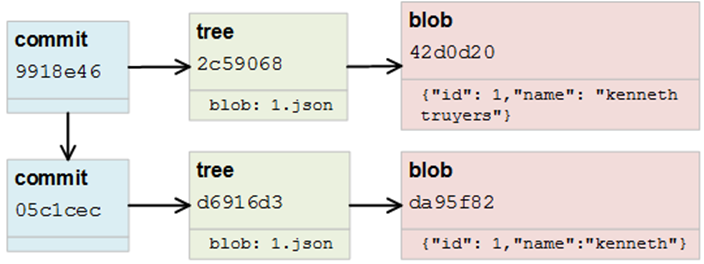 commit
9918e46
tree
2c59068
blob: 1.json
blob
42d0d20
{"id": 1,"name": "kenneth
truyers"}
commit
05c1cec
tree
d6916d3
blob: 1.json
blob
da95f82
{"id": 1,"name":"kenneth"}